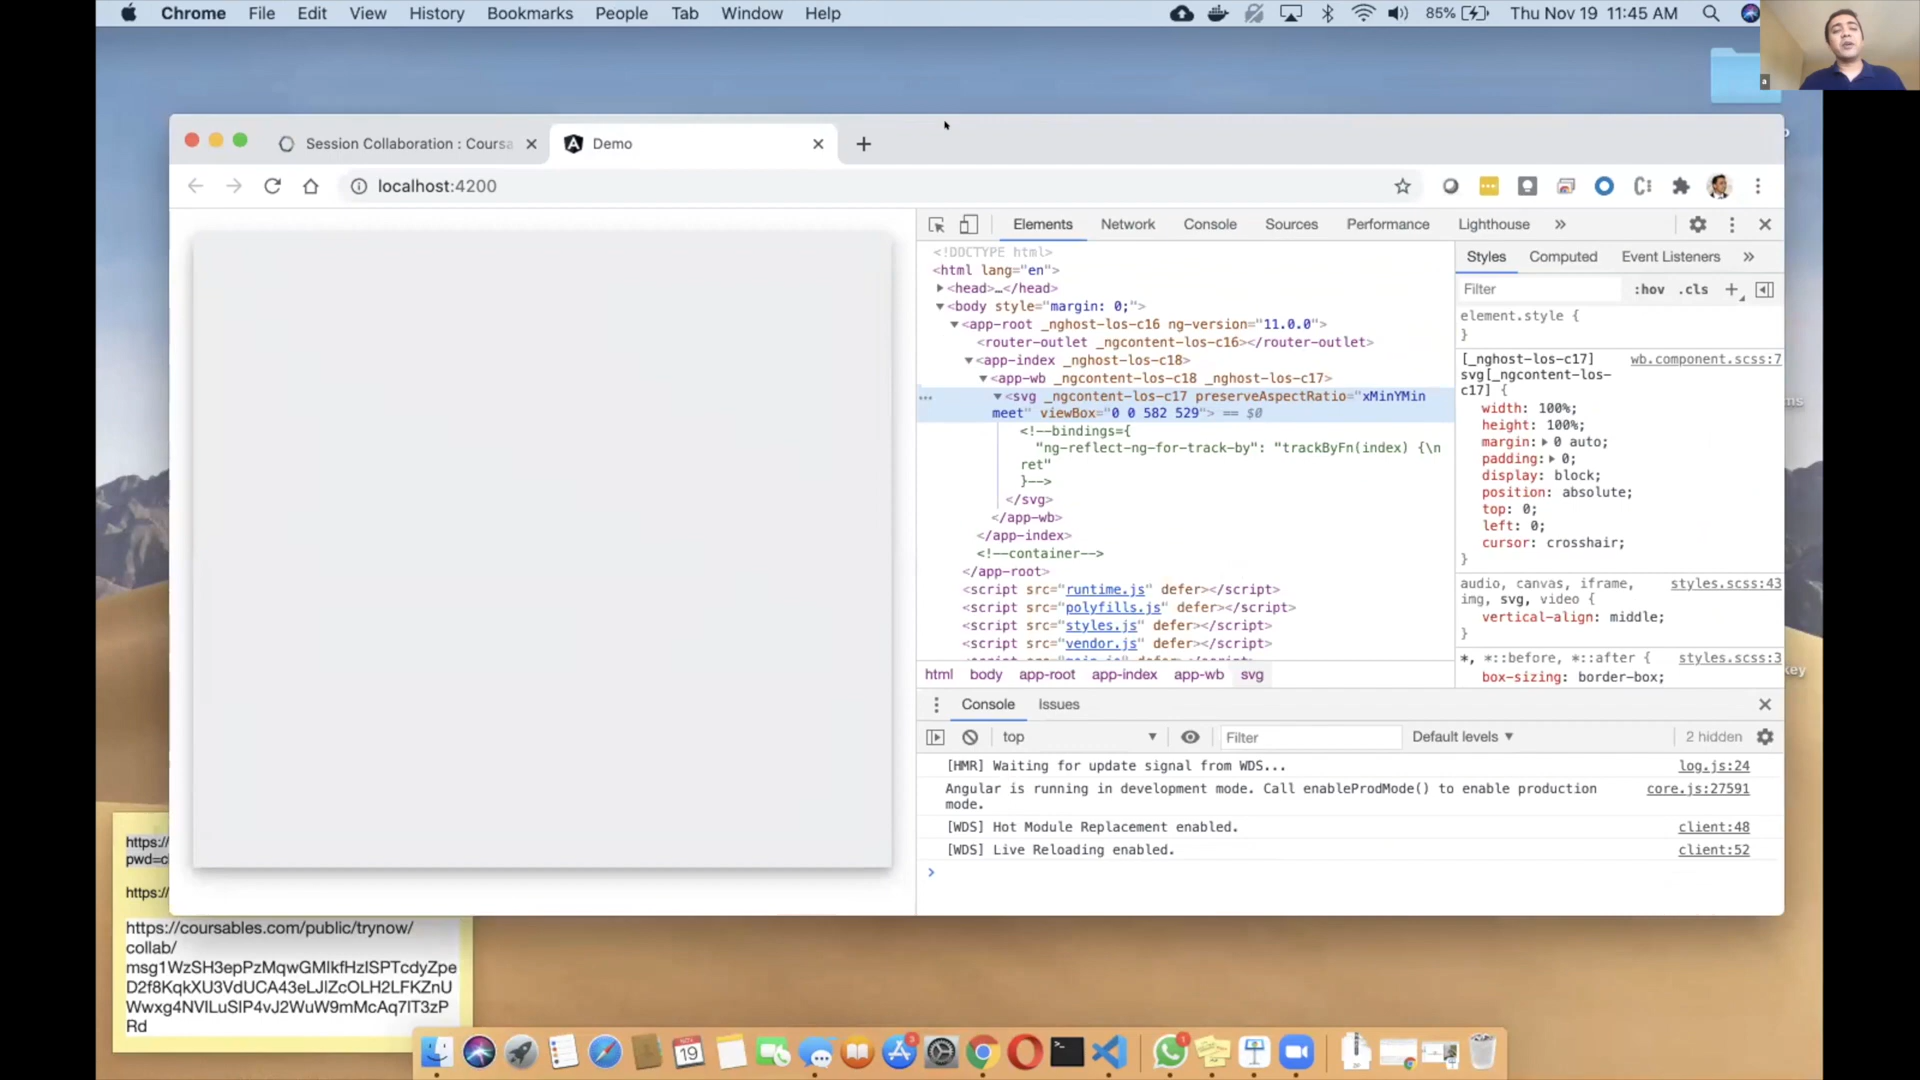 Chrome File Edit View History Bookmarks People Tab Window Help 85% Thu Nov 19 11:45 AM
a
Session Collaboration : Coursa Demo
localhost:4200
Elements Network Console Sources Performance Lighthouse »
<!DOCTYPE html>
<html lang="en">
<head>…</head>
<body style="margin: 0;">
<app-root _nghost-los-c16 ng-version="11.0.0">
<router-outlet _ngcontent-los-c16></router-outlet>
<app-index _nghost-los-c18>
<app-wb _ngcontent-los-c18 _nghost-los-c17>
<svg _ngcontent-los-c17 preserveAspectRatio="xMinYMin
meet" viewBox="0 0 582 529"> == $0
<!--bindings={
"ng-reflect-ng-for-track-by": "trackByFn(index) {\n
ret"
}-->
</svg>
</app-wb>
</app-index>
<!--container-->
</app-root>
<script src="runtime.js" defer></script>
<script src="polyfills.js" defer></script>
<script src="styles.js" defer></script>
<script src="vendor.js" defer></script>
html body app-root app-index app-wb svg
Styles Computed Event Listeners »
Filter :hov .cls +
element.style {
}
[_nghost-los-c17] wb.component.scss:7
svg[_ngcontent-los-
c17] {
width: 100%;
height: 100%;
margin: 0 auto;
padding: 0;
display: block;
position: absolute;
top: 0;
left: 0;
cursor: crosshair;
}
audio, canvas, iframe, styles.scss:43
img, svg, video {
vertical-align: middle;
}
*, *::before, *::after { styles.scss:3
box-sizing: border-box;
Console Issues
top Filter Default levels 2 hidden
[HMR] Waiting for update signal from WDS... log.js:24
Angular is running in development mode. Call enableProdMode() to enable production core.js:27591
mode.
[WDS] Hot Module Replacement enabled. client:48
[WDS] Live Reloading enabled. client:52
>
https://
pwd=c
https://
https://coursables.com/public/trynow/
collab/
NOV
19
3
1